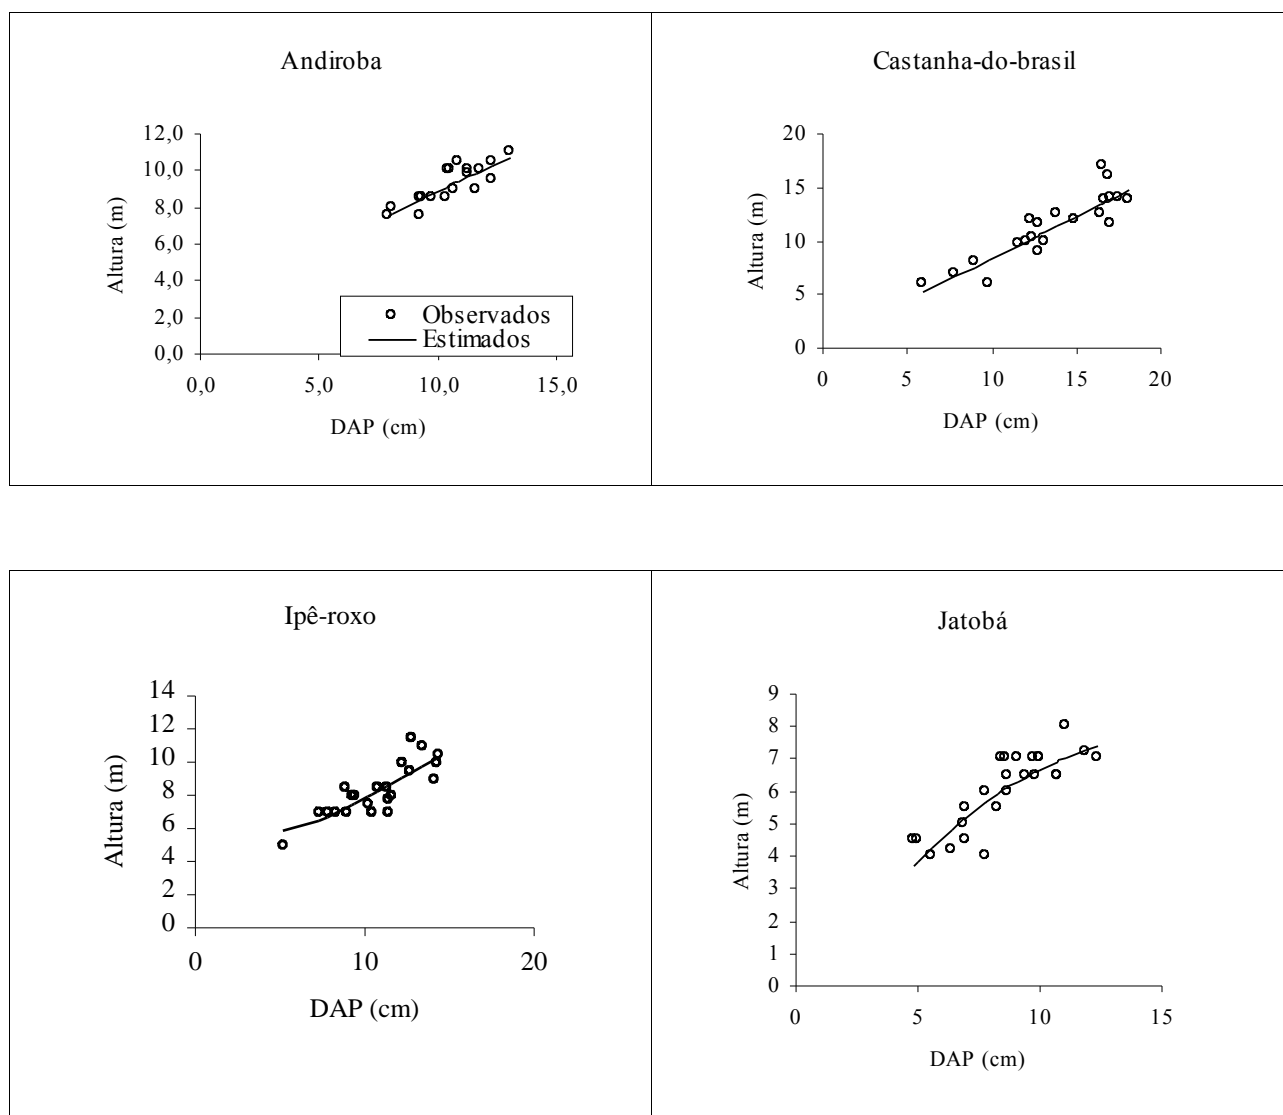 Andiroba
12,0
10,0
8,0
6,0
4,0
2,0
0,0
Altura (m)
Observados
Estimados
0,0 5,0 10,0 15,0
DAP (cm)
Castanha-do-brasil
20
15
10
5
0
Altura (m)
0 5 10 15 20
DAP (cm)
Ipê-roxo
14
12
10
8
6
4
2
0
Altura (m)
0 10 20
DAP (cm)
Jatobá
9
8
7
6
5
4
3
2
1
0
Altura (m)
0 5 10 15
DAP (cm)